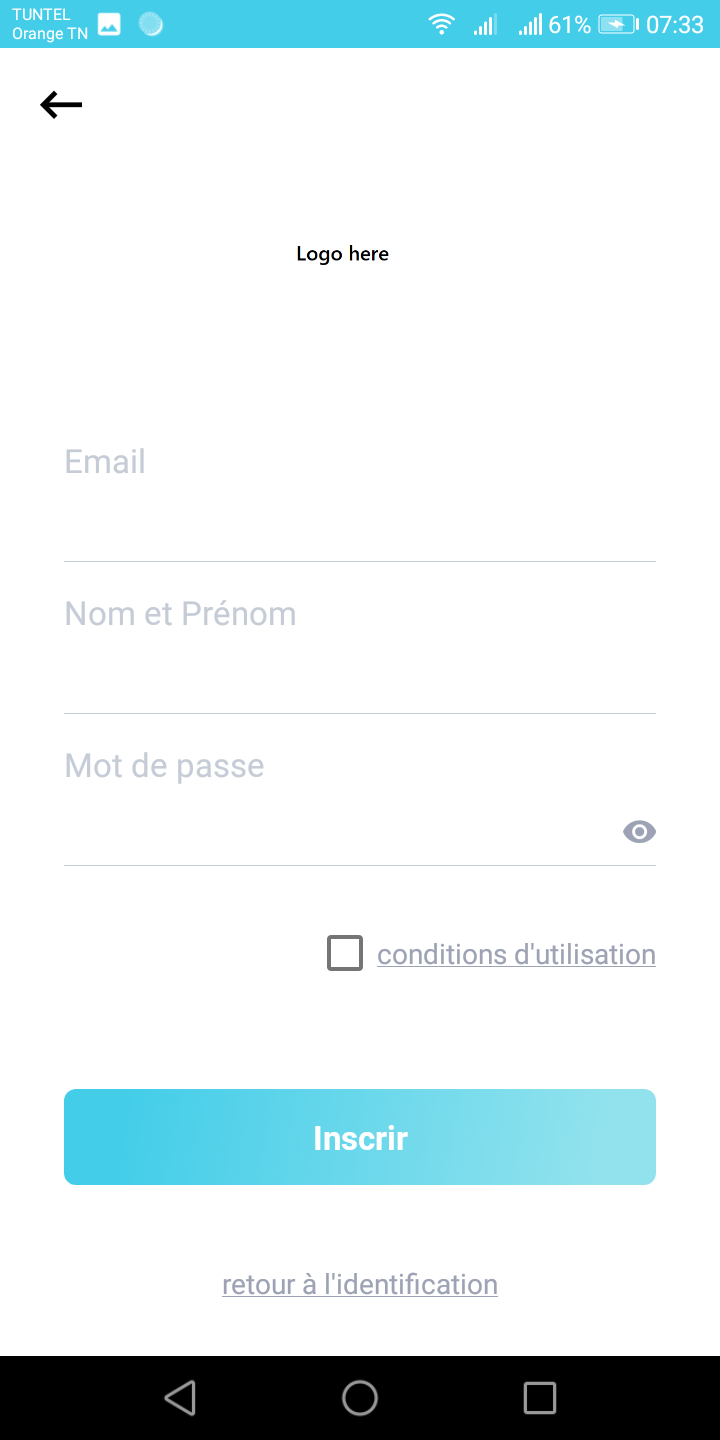 TUNTEL
Orange TN
61%
07:33
Logo here
Email
Nom et Prénom
Mot de passe
conditions d'utilisation
Inscrir
retour à l'identification